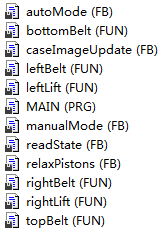 autoMode (FB)
bottomBelt (FUN)
caseImageUpdate (FB)
leftBelt (FUN)
leftLift (FUN)
MAIN (PRG)
manualMode (FB)
readState (FB)
relaxPistons (FB)
rightBelt (FUN)
rightLift (FUN)
topBelt (FUN)